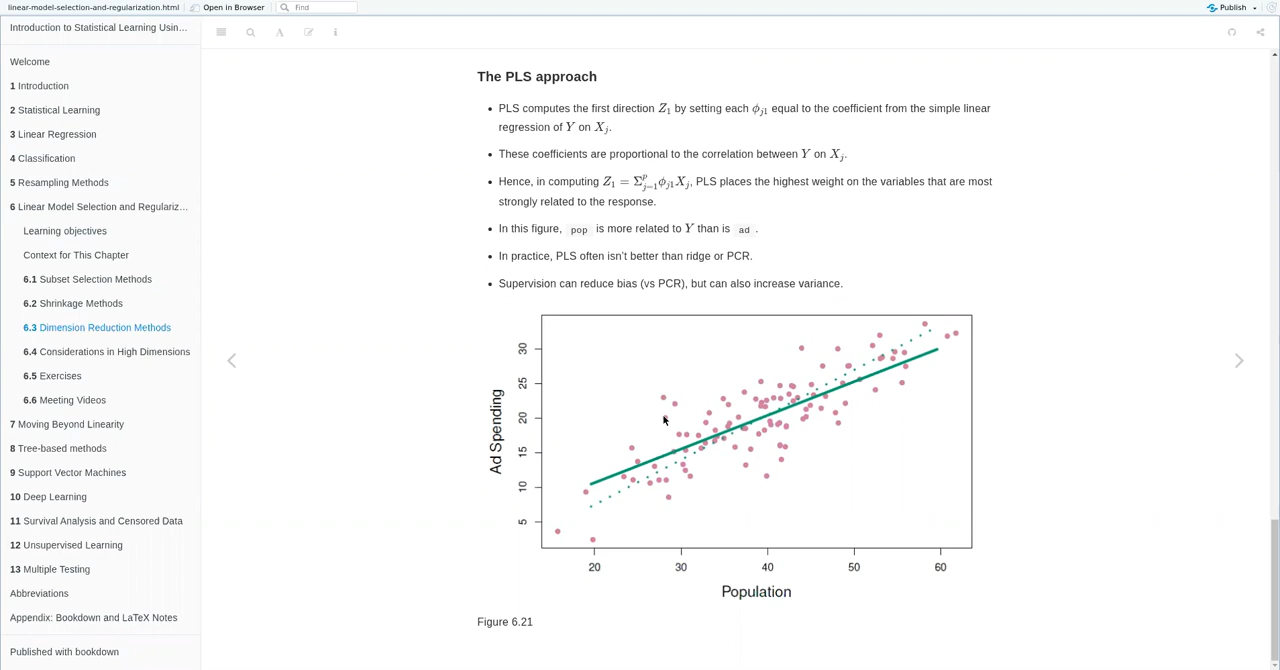 linear-model-selection-and-regularization.html Open in Browser Find Publish
Introduction to Statistical Learning Usin…
Welcome
1 Introduction
2 Statistical Learning
3 Linear Regression
4 Classification
5 Resampling Methods
6 Linear Model Selection and Regulariz…
Learning objectives
Context for This Chapter
6.1 Subset Selection Methods
6.2 Shrinkage Methods
6.3 Dimension Reduction Methods
6.4 Considerations in High Dimensions
6.5 Exercises
6.6 Meeting Videos
7 Moving Beyond Linearity
8 Tree-based methods
9 Support Vector Machines
10 Deep Learning
11 Survival Analysis and Censored Data
12 Unsupervised Learning
13 Multiple Testing
Abbreviations
Appendix: Bookdown and LaTeX Notes
Published with bookdown
The PLS approach
• PLS computes the first direction Z₁ by setting each ϕⱼ₁ equal to the coefficient from the simple linear
regression of Y on Xⱼ.
• These coefficients are proportional to the correlation between Y on Xⱼ.
• Hence, in computing Z₁ = Σᵖⱼ₌₁ϕⱼ₁Xⱼ, PLS places the highest weight on the variables that are most
strongly related to the response.
• In this figure, pop is more related to Y than is ad .
• In practice, PLS often isn't better than ridge or PCR.
• Supervision can reduce bias (vs PCR), but can also increase variance.
Ad Spending
30
25
20
15
10
5
20 30 40 50 60
Population
Figure 6.21